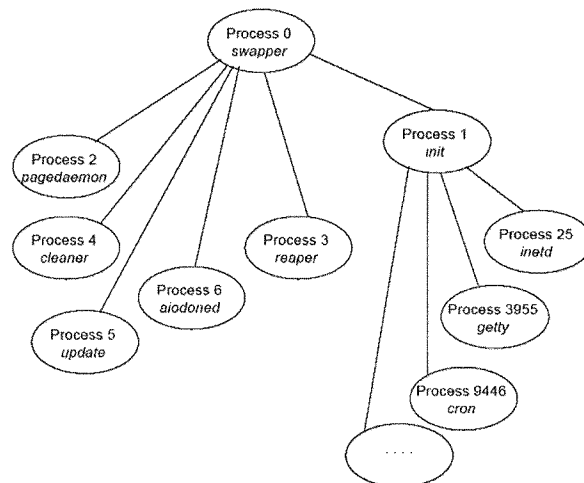 Process 0
swapper
Process 1
init
Process 2
pagedaemon
Process 4
cleaner
Process 3
reaper
Process 25
inetd
Process 6
aiodoned
Process 3955
getty
Process 5
update
Process 9446
cron
....